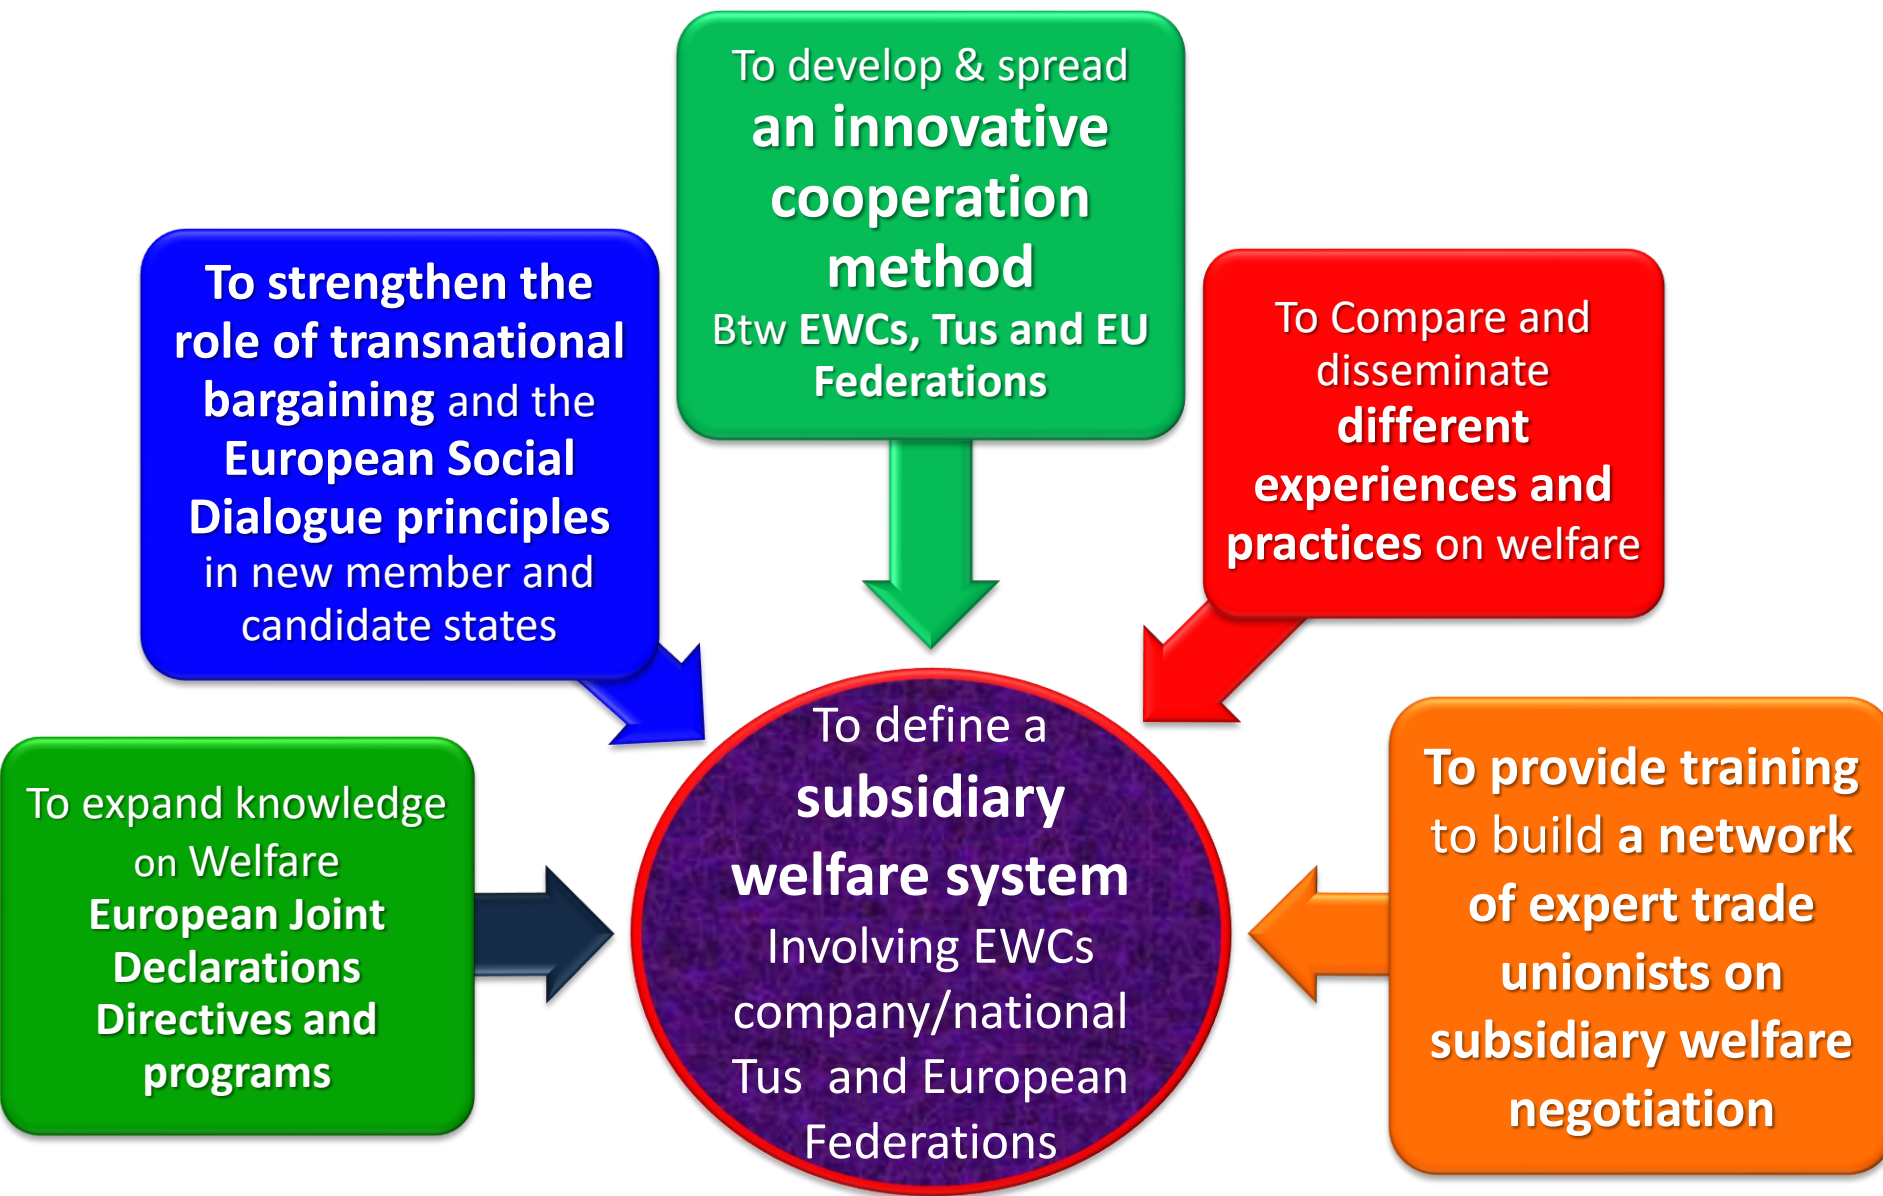 To develop & spread
an innovative
cooperation
method
Btw EWCs, Tus and EU
Federations
To strengthen the
role of transnational
bargaining and the
European Social
Dialogue principles
in new member and
candidate states
To Compare and
disseminate
different
experiences and
practices on welfare
To expand knowledge
on Welfare
European Joint
Declarations
Directives and
programs
To define a
subsidiary
welfare system
Involving EWCs
company/national
Tus and European
Federations
To provide training
to build a network
of expert trade
unionists on
subsidiary welfare
negotiation